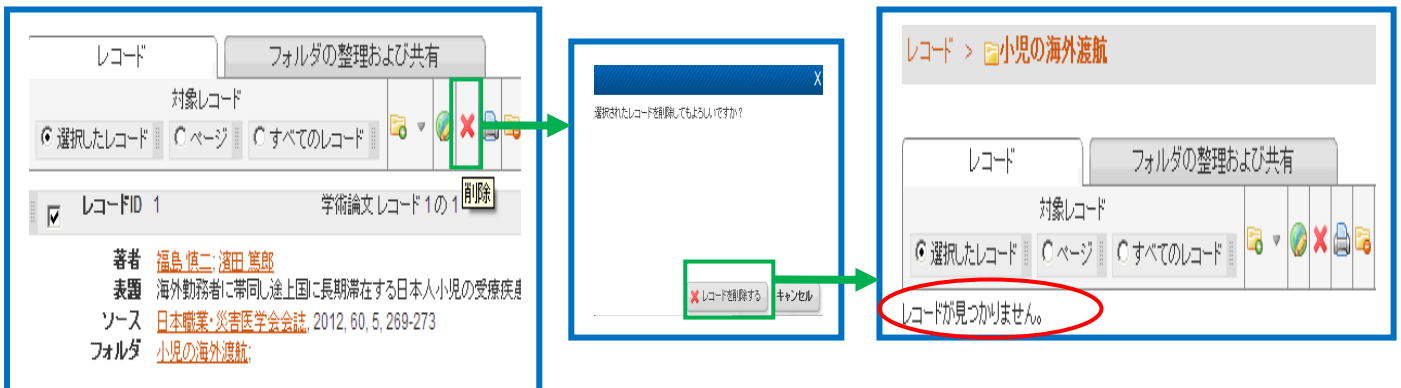 レコード
フォルダの整理および共有
対象レコード
選択したレコード
ページ
すべてのレコード
削除
レコードID 1
学術論文 レコード 1 の 1
著者 福島 慎二; 濱田 篤郎
表題 海外勤務者に帯同し途上国に長期滞在する日本人小児の受療疾患
ソース 日本職業・災害医学会会誌, 2012, 60, 5, 269-273
フォルダ 小児の海外渡航;
X
選択されたレコードを削除してもよろしいですか?
レコードを削除する
キャンセル
レコード > 小児の海外渡航
レコード
フォルダの整理および共有
対象レコード
選択したレコード
ページ
すべてのレコード
レコードが見つかりません。